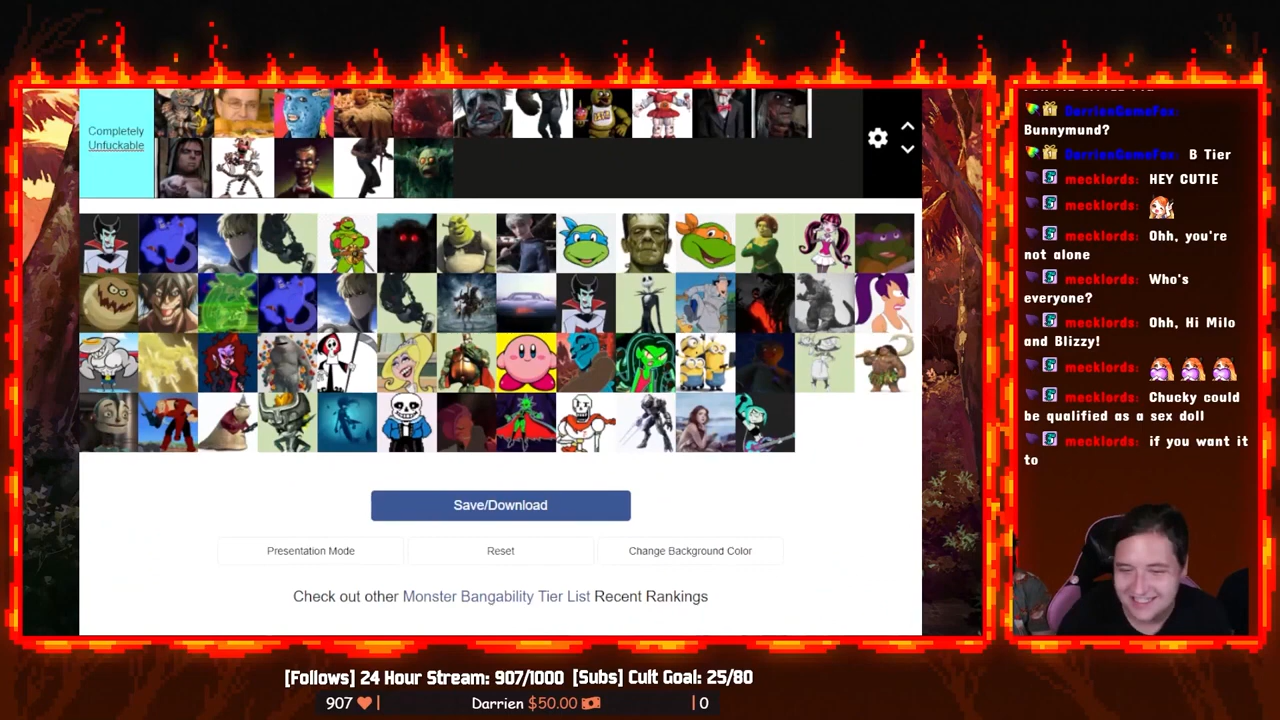 Completely
Unfuckable
DarrienGameFox:
Bunnymund?
DarrienGameFox: B Tier
mecklords: HEY CUTIE
mecklords:
mecklords: Ohh, you're
not alone
mecklords: Who's
everyone?
mecklords: Ohh, Hi Milo
and Blizzy!
mecklords:
mecklords: Chucky could
be qualified as a sex doll
mecklords: if you want it
to
Save/Download
Presentation Mode
Reset
Change Background Color
Check out other Monster Bangability Tier List Recent Rankings
[Follows] 24 Hour Stream: 907/1000 [Subs] Cult Goal: 25/80
907
Darrien $50.00
0